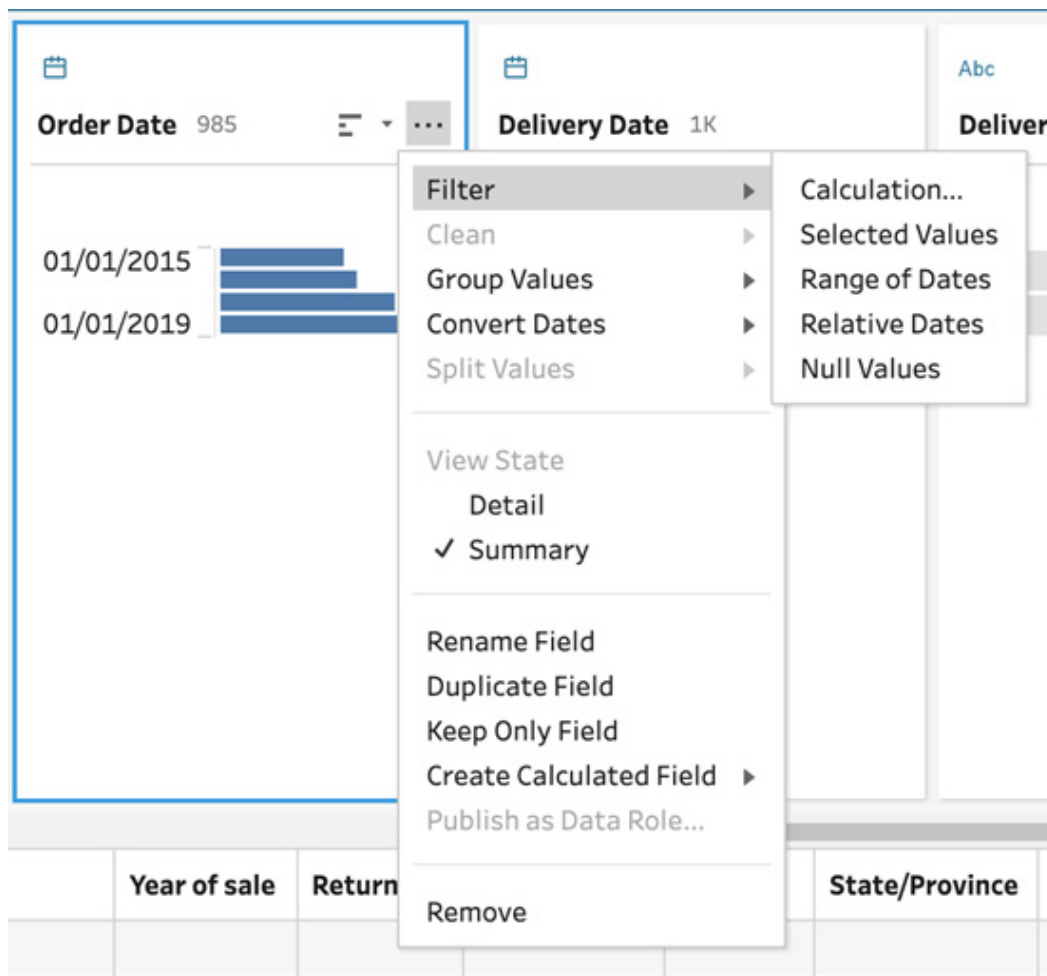 Abc
Order Date 985
Delivery Date 1K
Deliver
01/01/2015
01/01/2019
Filter
Clean
Group Values
Convert Dates
Split Values
View State
Detail
Summary
Rename Field
Duplicate Field
Keep Only Field
Create Calculated Field
Publish as Data Role...
Remove
Calculation...
Selected Values
Range of Dates
Relative Dates
Null Values
Year of sale
Return
State/Province